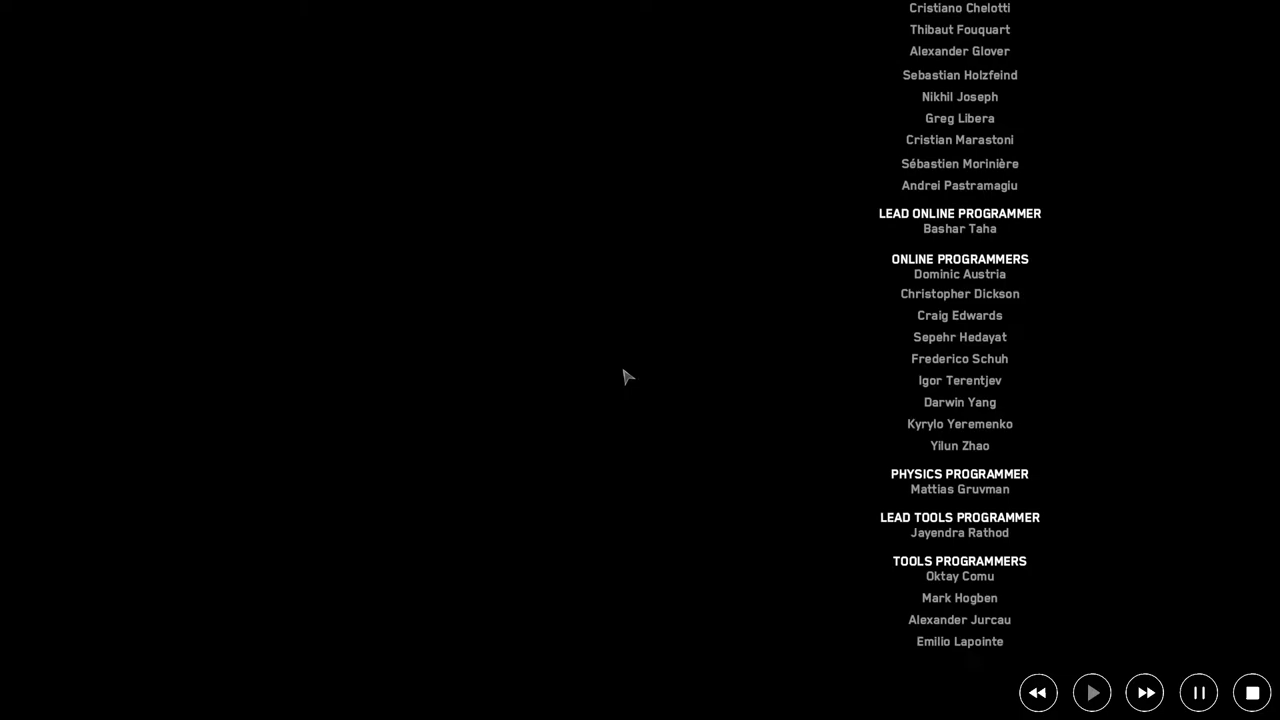 Cristiano Chelotti
Thibaut Fouquart
Alexander Glover
Sebastian Holzfeind
Nikhil Joseph
Greg Libera
Cristian Marastoni
Sébastien Morinière
Andrei Pastramagiu
LEAD ONLINE PROGRAMMER
Bashar Taha
ONLINE PROGRAMMERS
Dominic Austria
Christopher Dickson
Craig Edwards
Sepehr Hedayat
Frederico Schuh
Igor Terentjev
Darwin Yang
Kyrylo Yeremenko
Yilun Zhao
PHYSICS PROGRAMMER
Mattias Gruvman
LEAD TOOLS PROGRAMMER
Jayendra Rathod
TOOLS PROGRAMMERS
Oktay Comu
Mark Hogben
Alexander Jurcau
Emilio Lapointe